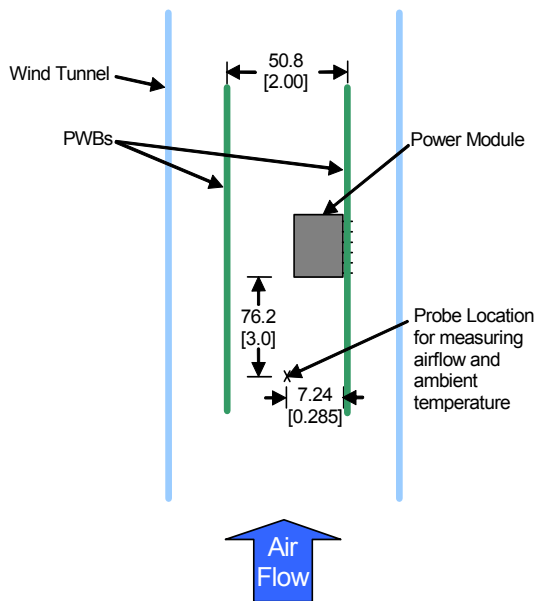 50.8
[2.00]
Wind Tunnel
PWBs
Power Module
76.2
[3.0]
Probe Location
for measuring
airflow and
ambient
temperature
x
7.24
[0.285]
Air
Flow